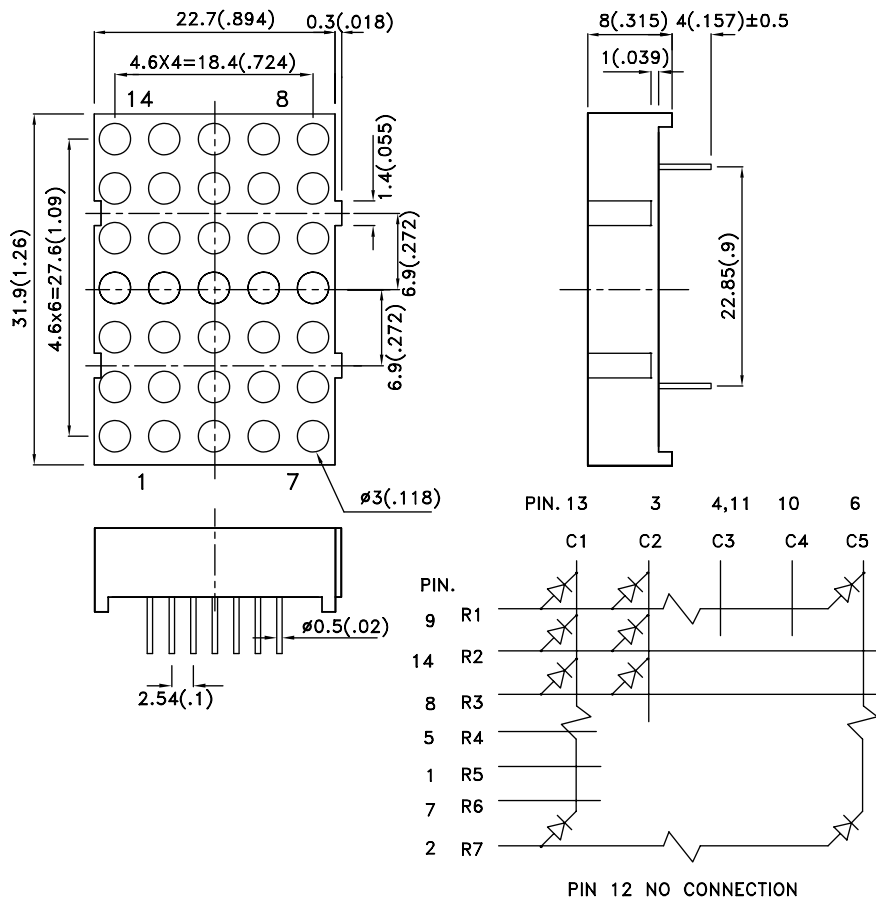 22.7(.894)
0.3(.018)
4.6X4=18.4(.724)
14
8
31.9(1.26)
4.6x6=27.6(1.09)
1.4(.055)
6.9(.272)
6.9(.272)
1
7
ø3(.118)
8(.315)
4(.157)±0.5
1(.039)
22.85(.9)
ø0.5(.02)
2.54(.1)
PIN. 13 3 4,11 10 6
C1 C2 C3 C4 C5
PIN.
9 R1
14 R2
8 R3
5 R4
1 R5
7 R6
2 R7
PIN 12 NO CONNECTION